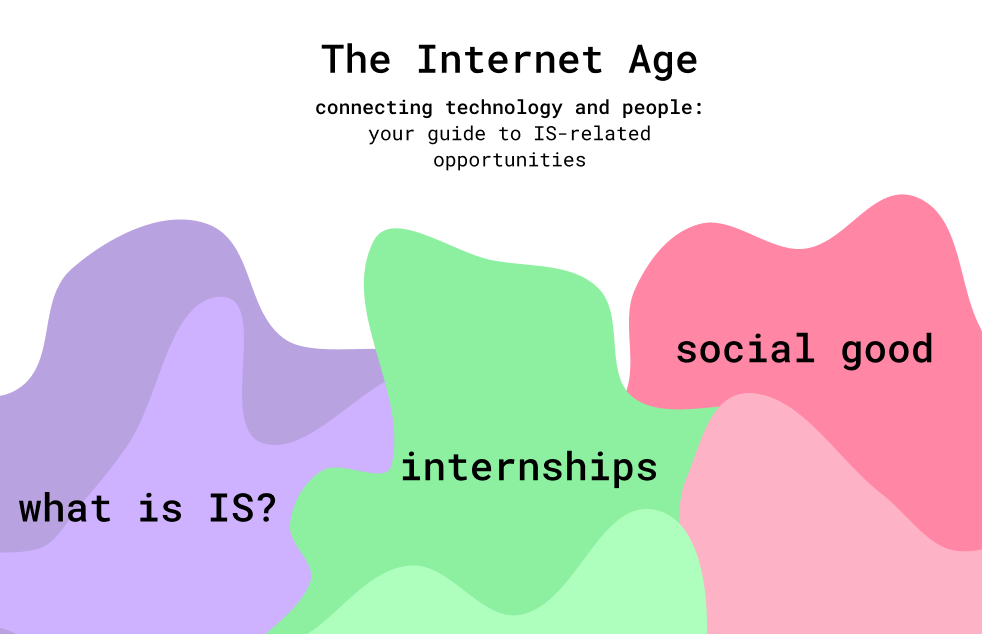 The Internet Age
connecting technology and people:
your guide to IS-related
opportunities
social good
internships
what is IS?